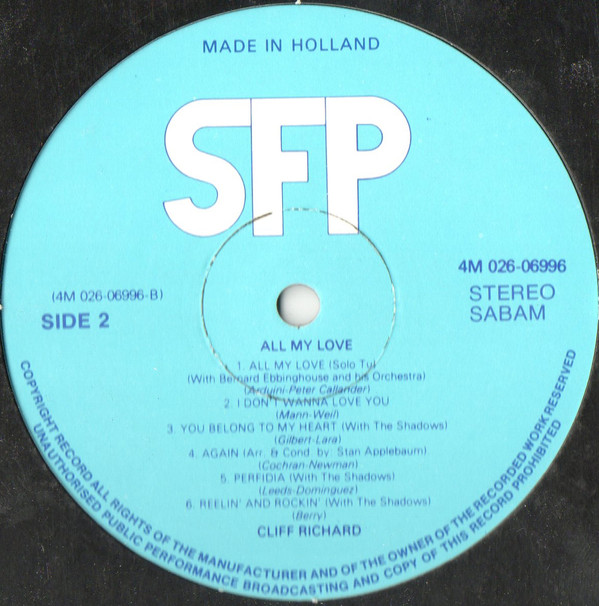 MADE IN HOLLAND
SFP
4M 026-06996
(4M 026-06996-B)
STEREO
SIDE 2
SABAM
ALL MY LOVE
1. ALL MY LOVE (Solo Tu)
(With Bernard Ebbinghouse and his Orchestra)
(Arduini-Peter Callander)
2. I DON'T WANNA LOVE YOU
(Mann-Weil)
3. YOU BELONG TO MY HEART (With The Shadows)
(Gilbert-Lara)
4. AGAIN (Arr. & Cond. by: Stan Applebaum)
(Cochran-Newman)
5. PERFIDIA (With The Shadows)
(Leeds-Dominguez)
6. REELIN' AND ROCKIN' (With The Shadows)
(Berry)
CLIFF RICHARD
COPYRIGHT RECORD ALL RIGHTS OF THE MANUFACTURER AND OF THE OWNER OF THE RECORDED WORK RESERVED
UNAUTHORISED PUBLIC PERFORMANCE BROADCASTING AND COPY OF THIS RECORD PROHIBITED